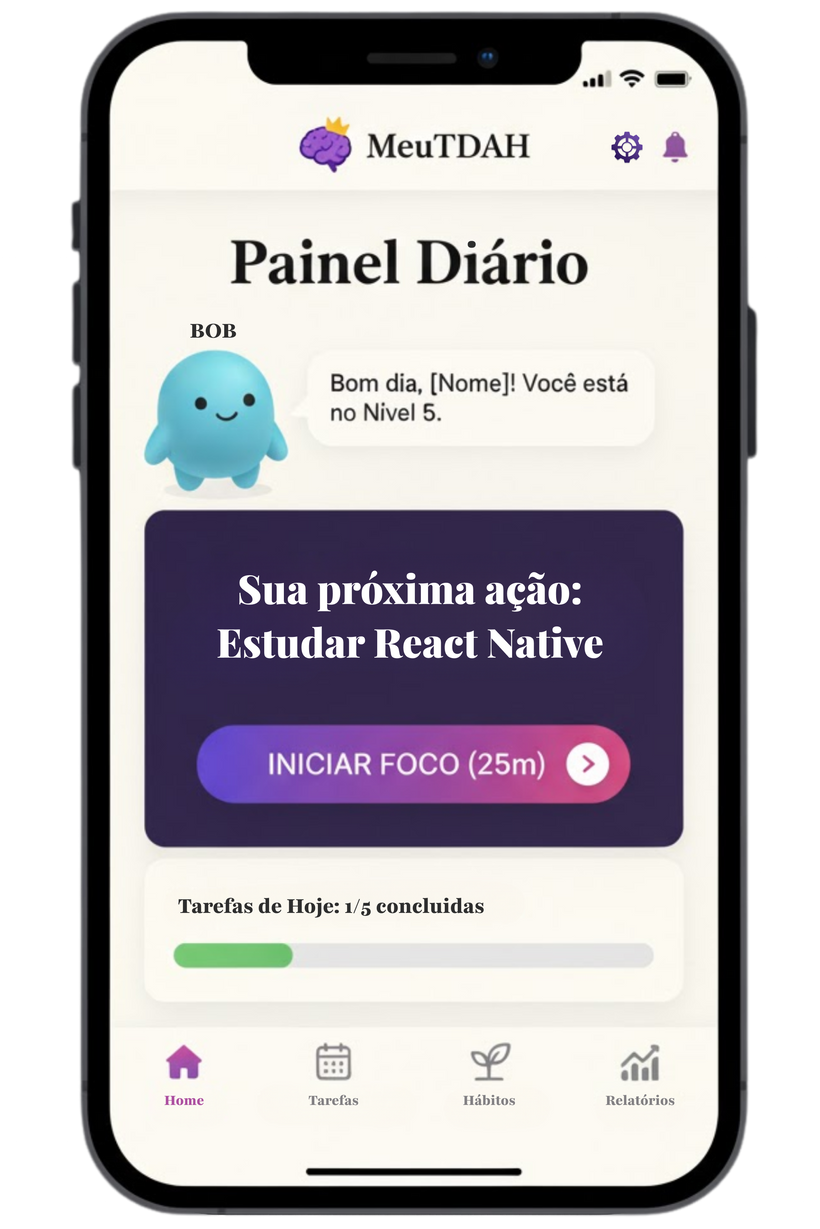 MeuTDAH
Painel Diário
BOB
Bom dia, [Nome]! Você está
no Nivel 5.
Sua próxima ação:
Estudar React Native
INICIAR FOCO (25m)
Tarefas de Hoje: 1/5 concluidas
Home
Tarefas
Hábitos
Relatórios